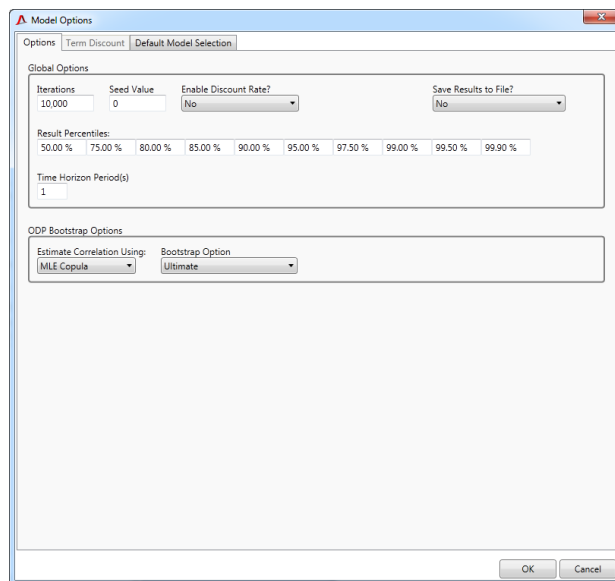 Model Options
Options Term Discount Default Model Selection
Global Options
Iterations Seed Value Enable Discount Rate? Save Results to File?
10,000 0 No No
Result Percentiles:
50.00 % 75.00 % 80.00 % 85.00 % 90.00 % 95.00 % 97.50 % 99.00 % 99.50 % 99.90 %
Time Horizon Period(s)
1
ODP Bootstrap Options
Estimate Correlation Using: Bootstrap Option
MLE Copula Ultimate
OK Cancel